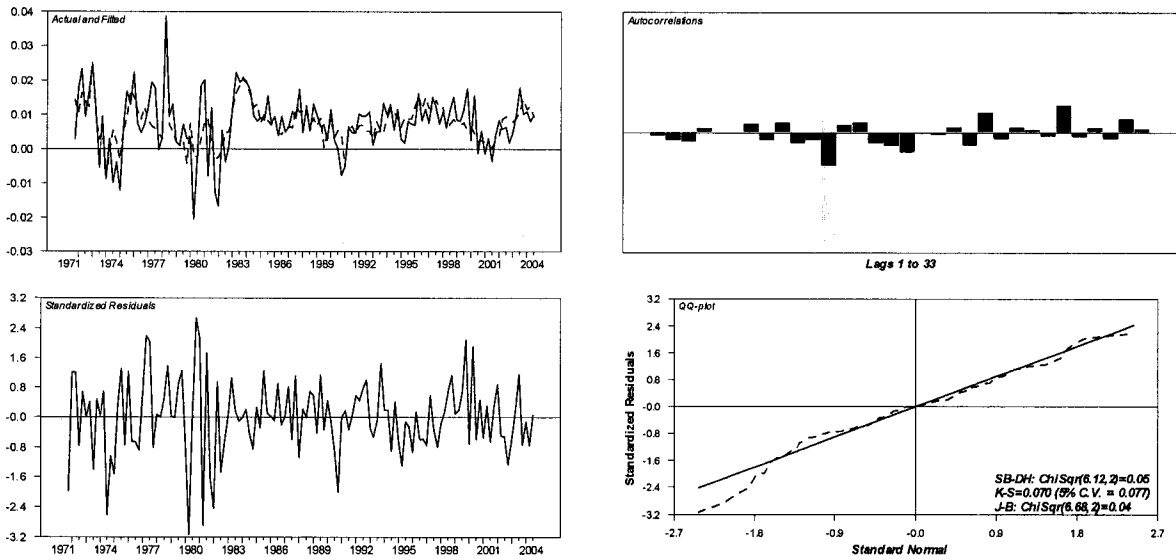 Actual and Fitted
0.04
0.03
0.02
0.01
0.00
-0.01
-0.02
-0.03
1971 1974 1977 1980 1983 1986 1989 1992 1995 1998 2001 2004
Autocorrelations
Lags 1 to 33
Standardized Residuals
3.2
2.4
1.6
0.8
-0.0
-0.8
-1.6
-2.4
-3.2
1971 1974 1977 1980 1983 1986 1989 1992 1995 1998 2001 2004
QQ-plot
Standardized Residuals
3.2
2.4
1.6
0.8
-0.0
-0.8
-1.6
-2.4
-3.2
SB-DH: ChiSqr(6.12,2)=0.05
K-S=0.070 (5% C.V. = 0.077)
J-B: ChiSqr(6.68,2)=0.04
-2.7 -1.8 -0.9 -0.0 0.9 1.8 2.7
Standard Normal